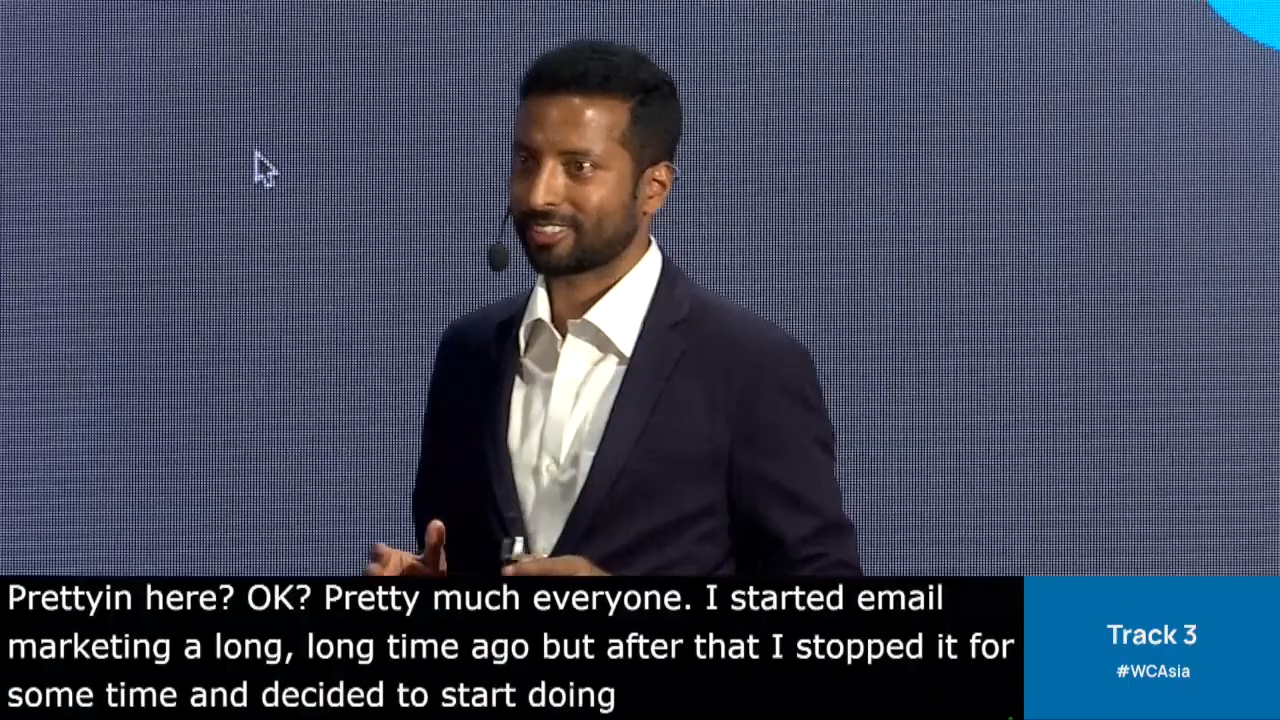 Prettyin here? OK? Pretty much everyone. I started email
marketing a long, long time ago but after that I stopped it for
some time and decided to start doing
Track 3
#WCAsia